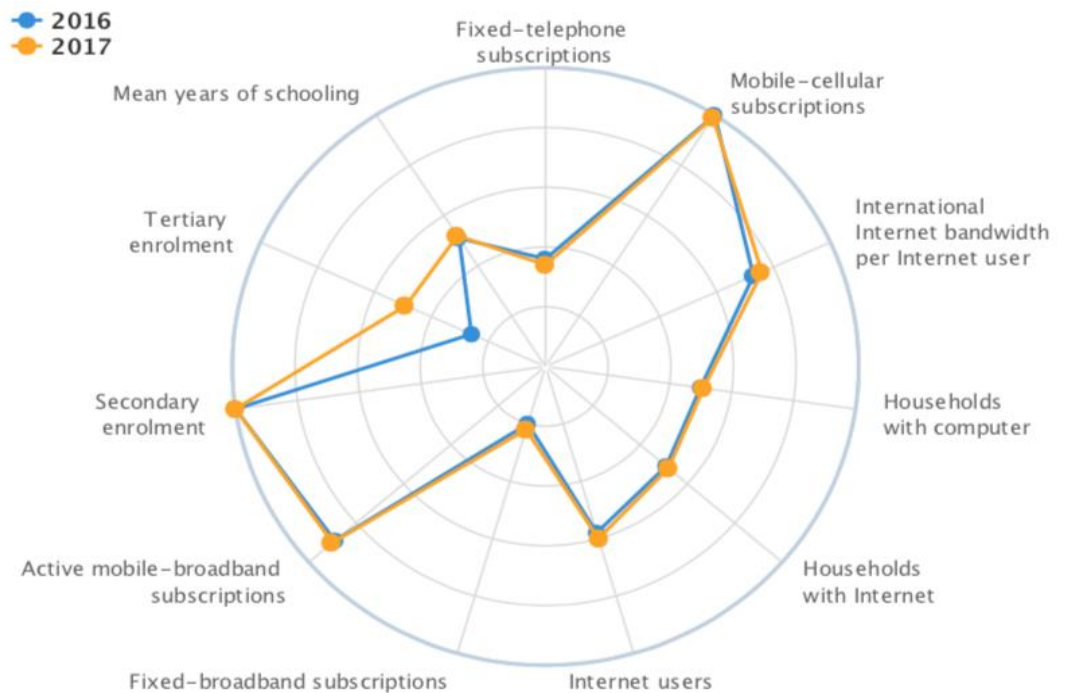 2016
2017
Fixed-telephone
subscriptions
Mobile-cellular
subscriptions
International
Internet bandwidth
per Internet user
Households
with computer
Households
with Internet
Internet users
Fixed-broadband subscriptions
Active mobile-broadband
subscriptions
Secondary
enrolment
Tertiary
enrolment
Mean years of schooling